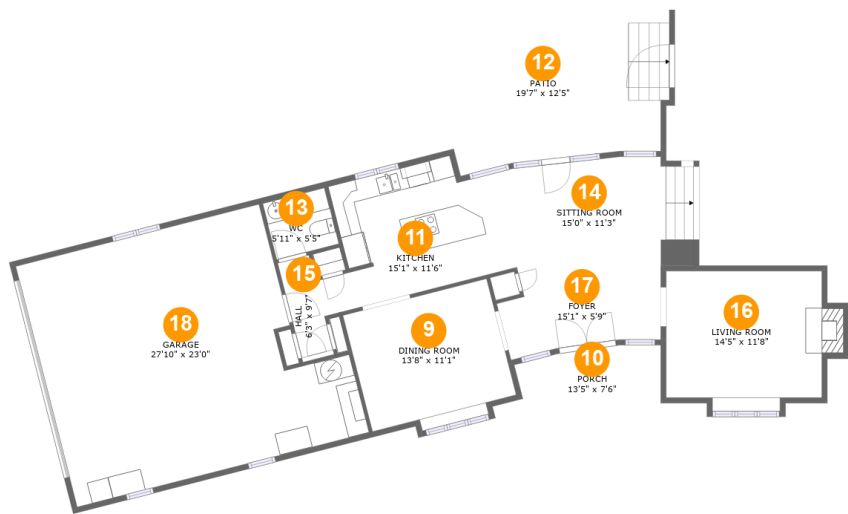 12
PATIO
19'7" x 12'5"
13
WC
5'11" x 5'5"
14
SITTING ROOM
15'0" x 11'3"
11
KITCHEN
15'1" x 11'6"
15
HALL
6'3" x 9'7"
17
FOYER
15'1" x 5'9"
16
LIVING ROOM
14'5" x 11'8"
18
GARAGE
27'10" x 23'0"
9
DINING ROOM
13'8" x 11'1"
10
PORCH
13'5" x 7'6"